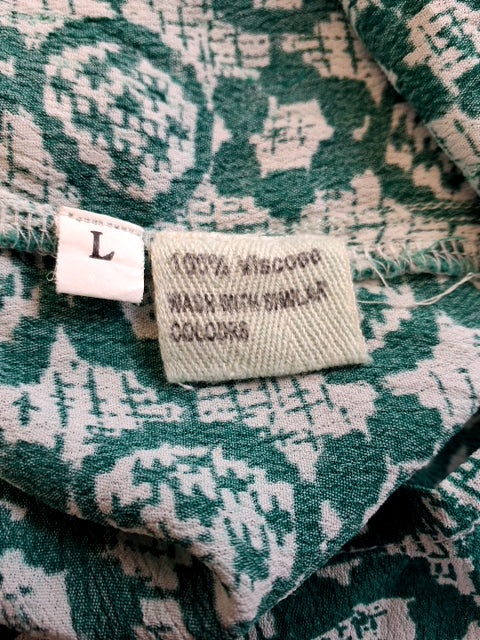 L
100% Viscose
WASH WITH SIMILAR
COLOURS